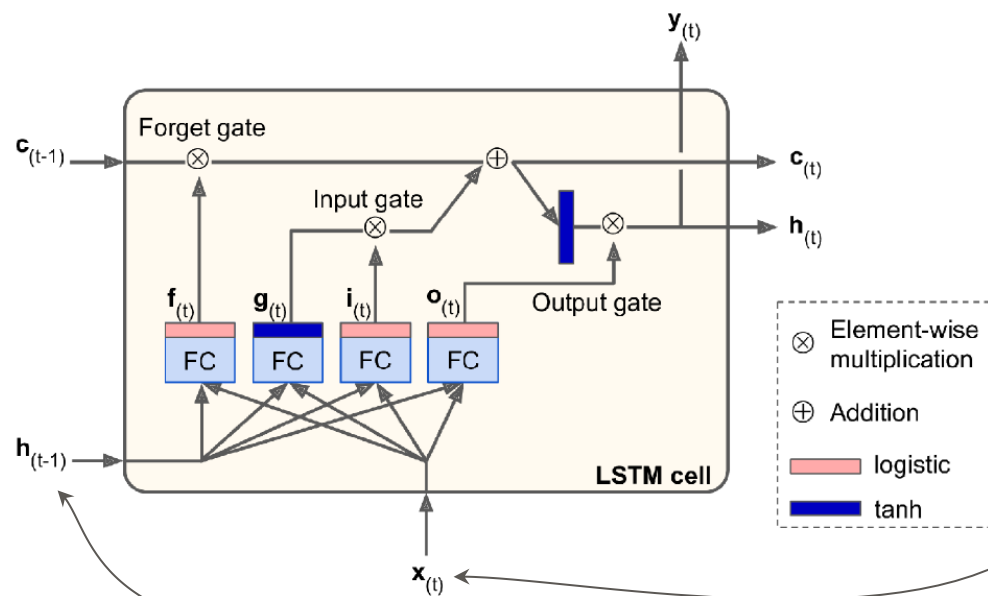 y(t)
Forget gate
c(t-1)
c(t)
Input gate
h(t)
f(t)
g(t)
i(t)
o(t)
Output gate
FC
FC
FC
FC
Element-wise
multiplication
Addition
h(t-1)
LSTM cell
logistic
tanh
x(t)